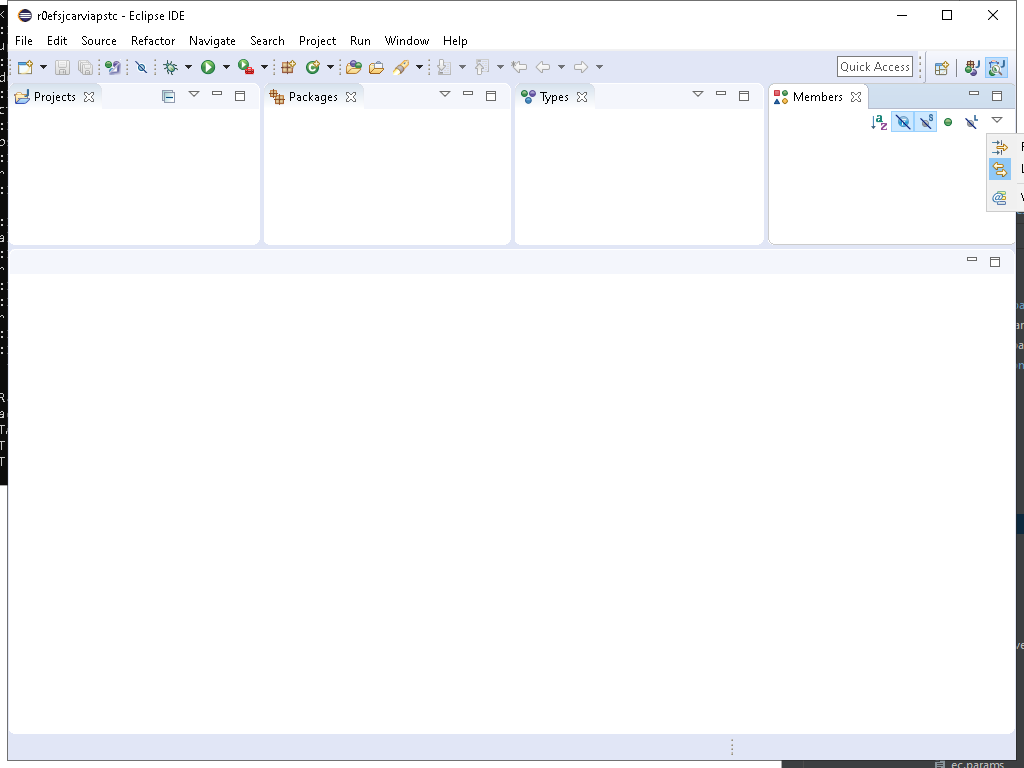 r0efsjcarviapstc - Eclipse IDE
File Edit Source Refactor Navigate Search Project Run Window Help
Quick Access
Projects Packages Types Members
ec.params